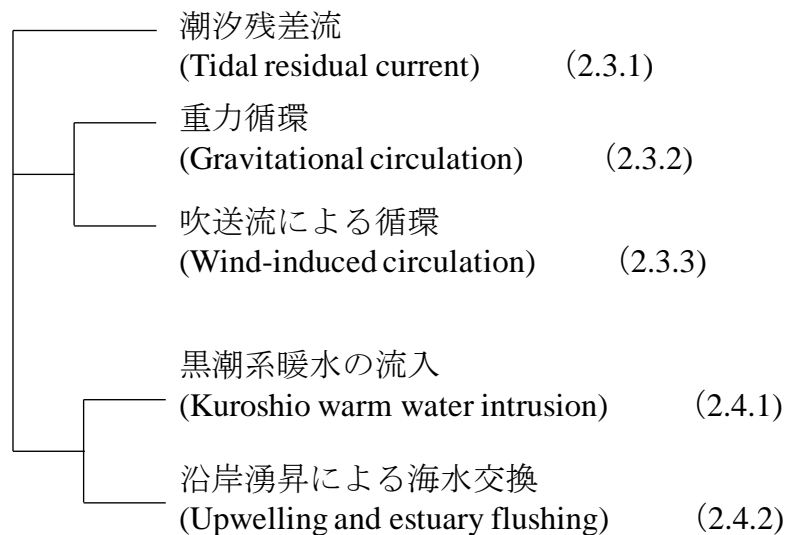 潮汐残差流
(Tidal residual current) （2.3.1）
重力循環
(Gravitational circulation) （2.3.2）
吹送流による循環
(Wind-induced circulation) （2.3.3）
黒潮系暖水の流入
(Kuroshio warm water intrusion) （2.4.1）
沿岸湧昇による海水交換
(Upwelling and estuary flushing) （2.4.2）